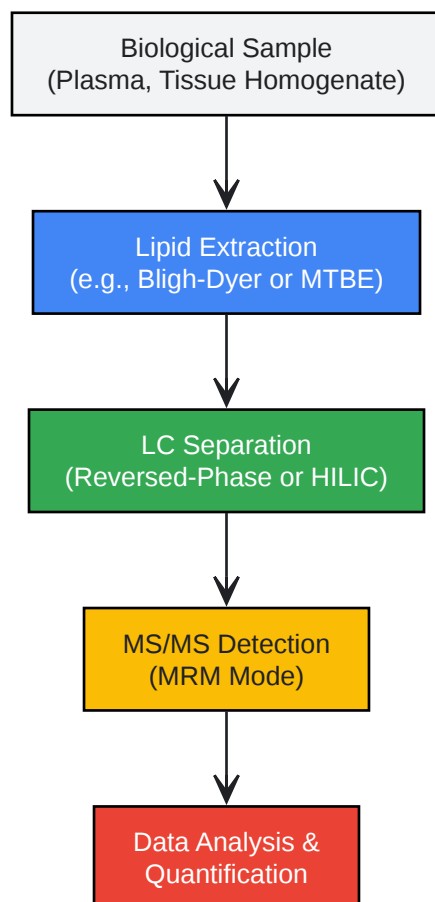 Biological Sample
(Plasma, Tissue Homogenate)
Lipid Extraction
(e.g., Bligh-Dyer or MTBE)
LC Separation
(Reversed-Phase or HILIC)
MS/MS Detection
(MRM Mode)
Data Analysis &
Quantification